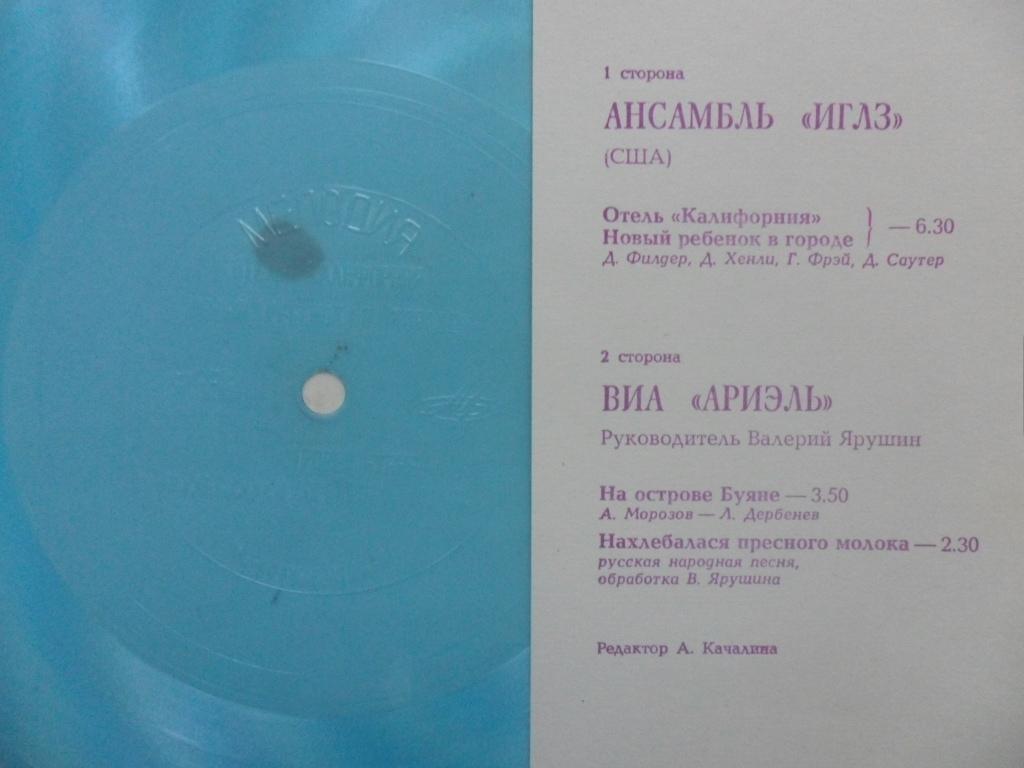 1 сторона
АНСАМБЛЬ «ИГЛЗ»
(США)
Отель «Калифорния»
Новый ребенок в городе } — 6.30
Д. Филдер, Д. Хенли, Г. Фрэй, Д. Саутер
2 сторона
ВИА «АРИЭЛЬ»
Руководитель Валерий Ярушин
На острове Буяне — 3.50
А. Морозов — Л. Дербенев
Нахлебалася пресного молока — 2.30
русская народная песня,
обработка В. Ярушина
Редактор А. Качалина